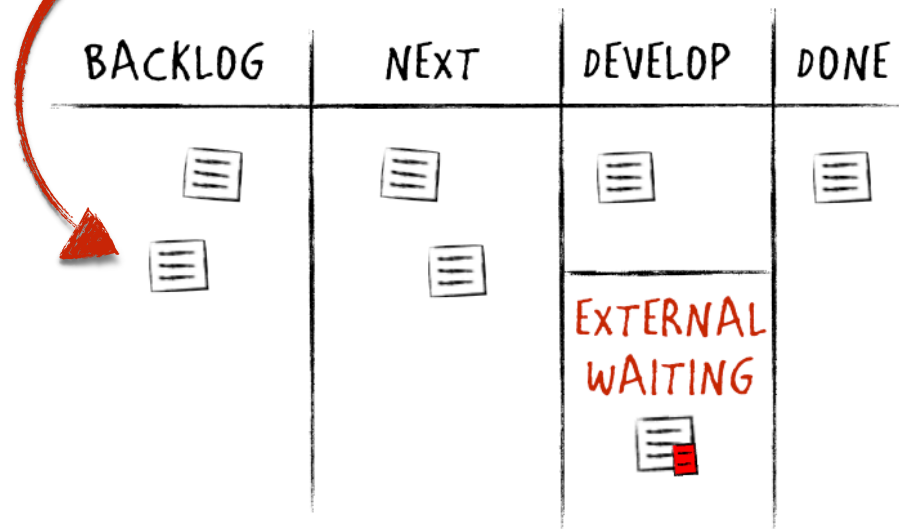 BACKLOG
NEXT
DEVELOP
DONE
EXTERNAL
WAITING